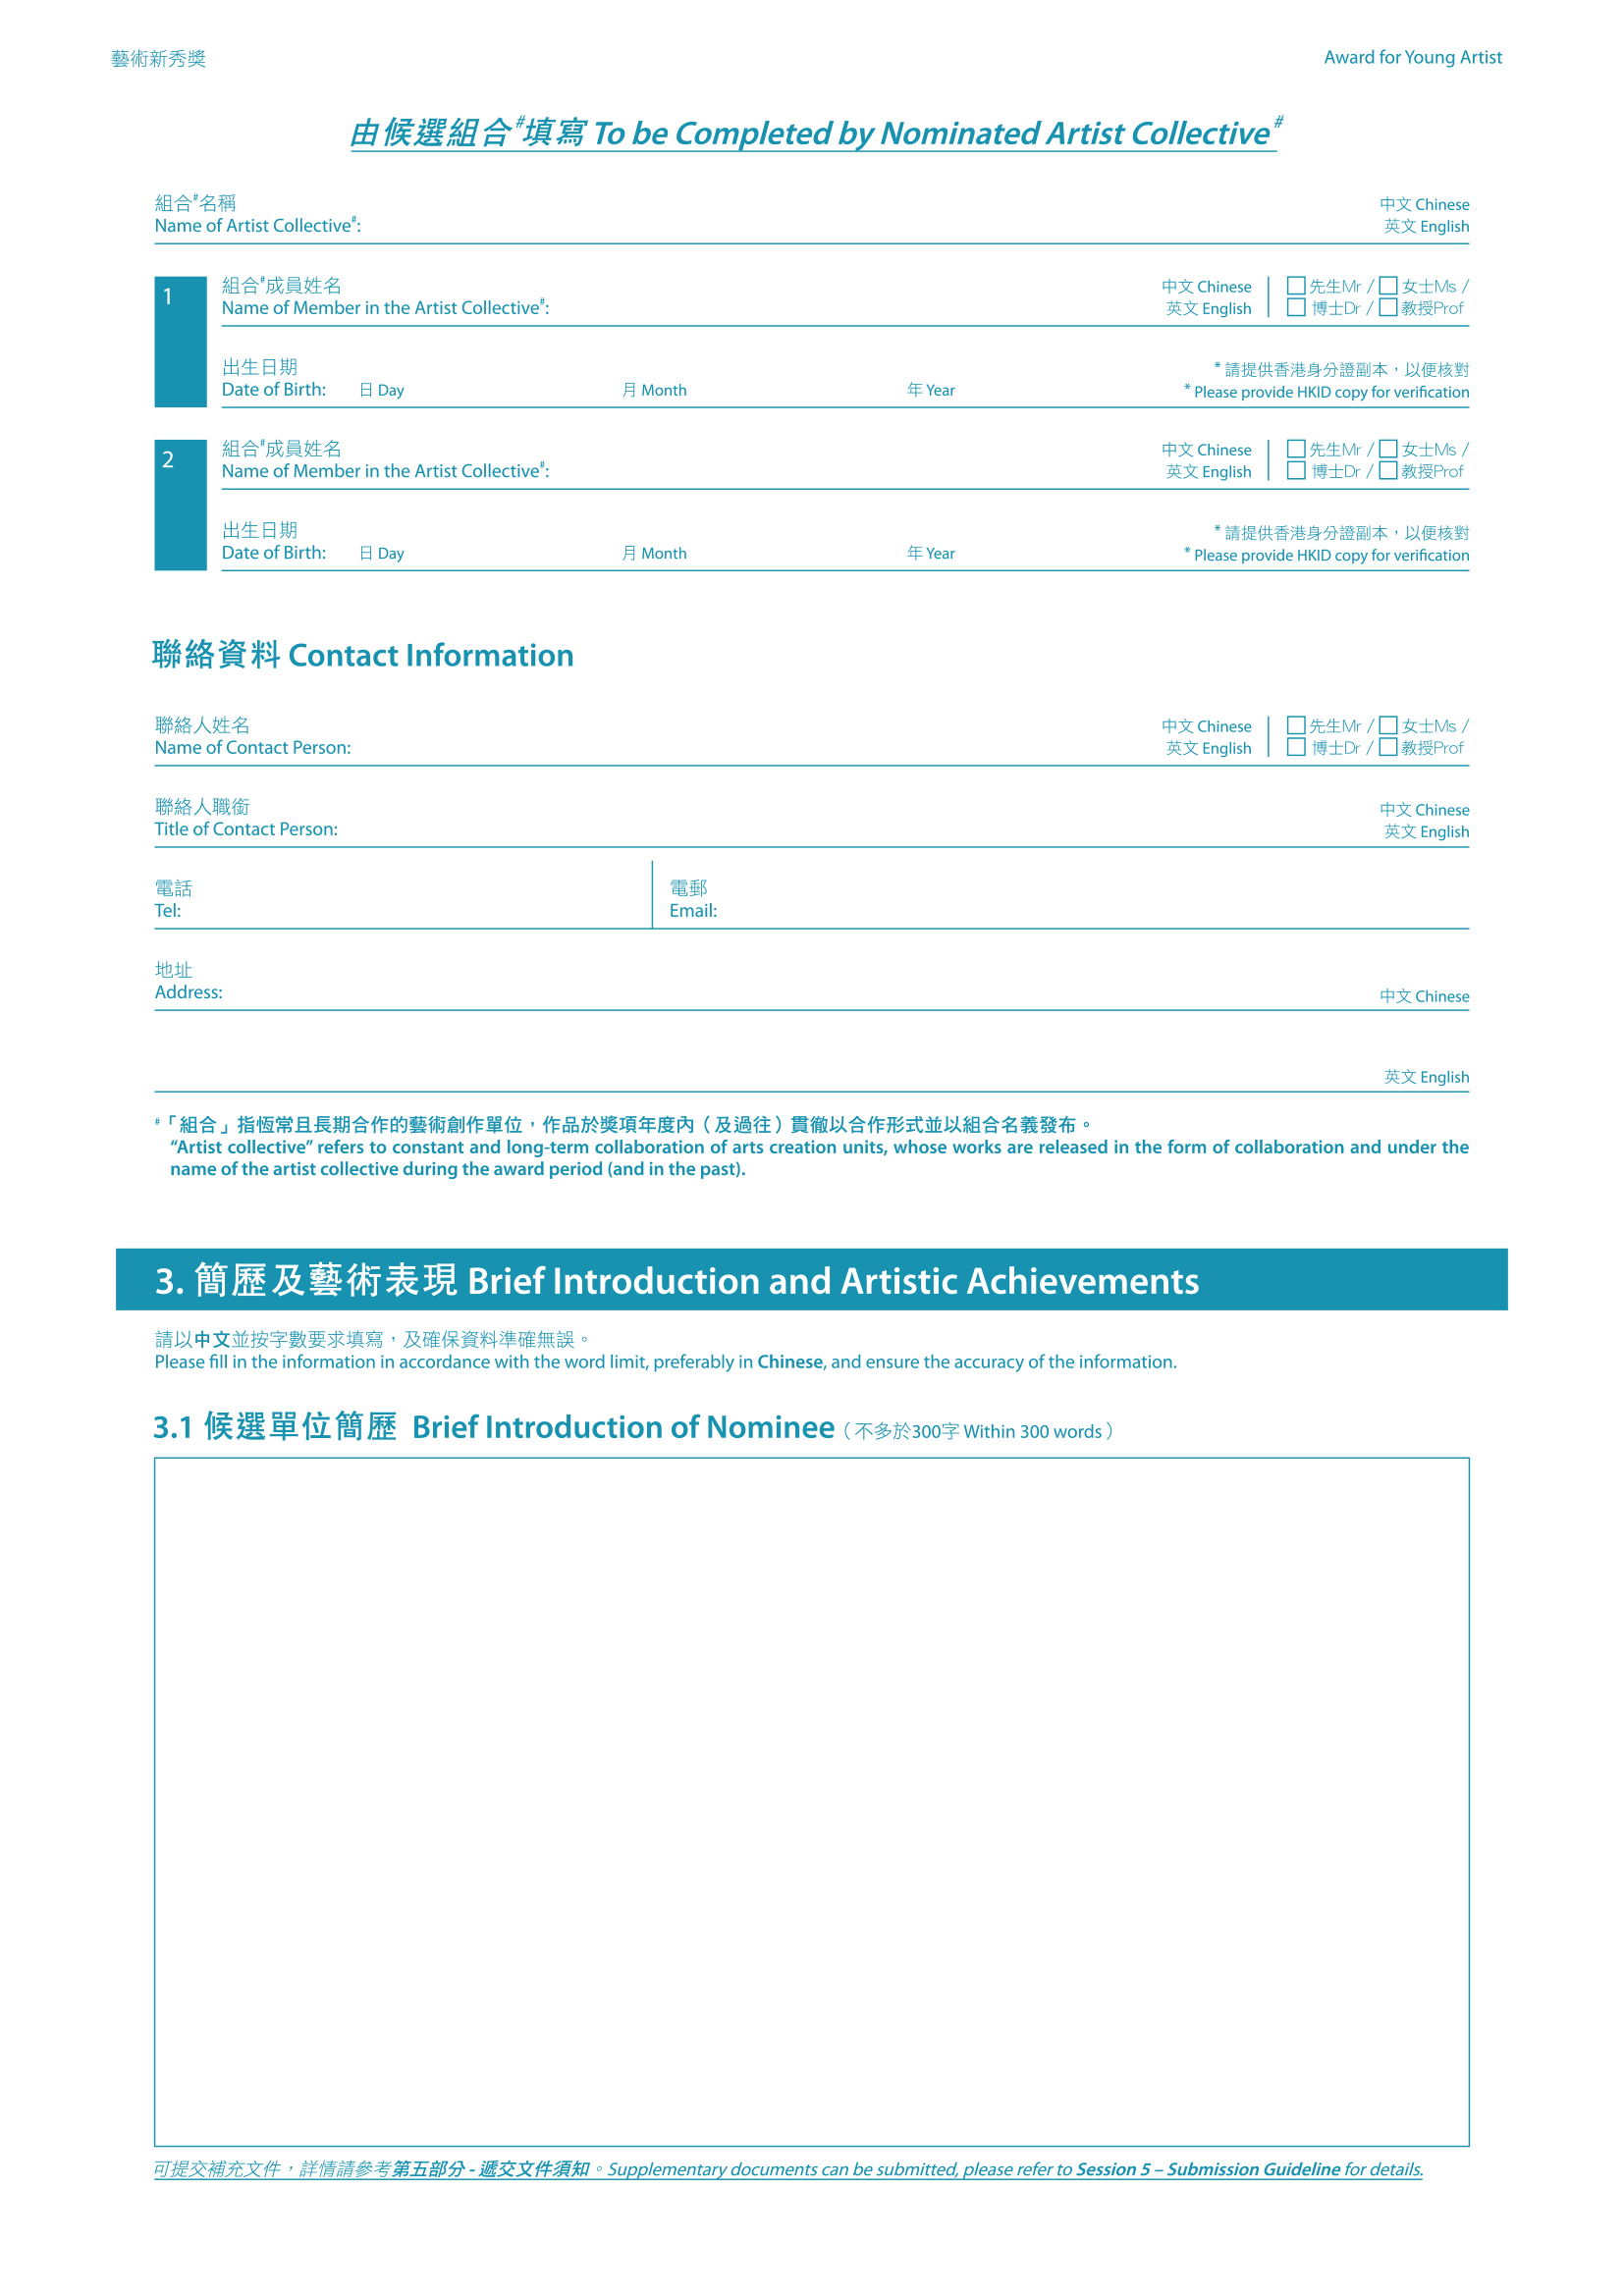 藝術新秀獎
Award for Young Artist
由候選組合#填寫 To be Completed by Nominated Artist Collective#
組合#名稱
中文 Chinese
Name of Artist Collective#:
英文 English
1
組合#成員姓名
中文 Chinese
先生Mr / 女士Ms /
Name of Member in the Artist Collective#:
英文 English
博士Dr / 教授Prof
出生日期
* 請提供香港身分證副本，以便核對
Date of Birth: 日 Day 月 Month 年 Year
* Please provide HKID copy for verification
2
組合#成員姓名
中文 Chinese
先生Mr / 女士Ms /
Name of Member in the Artist Collective#:
英文 English
博士Dr / 教授Prof
出生日期
* 請提供香港身分證副本，以便核對
Date of Birth: 日 Day 月 Month 年 Year
* Please provide HKID copy for verification
聯絡資料 Contact Information
聯絡人姓名
中文 Chinese
先生Mr / 女士Ms /
Name of Contact Person:
英文 English
博士Dr / 教授Prof
聯絡人職銜
中文 Chinese
Title of Contact Person:
英文 English
電話
Tel:
電郵
Email:
地址
Address:
中文 Chinese
英文 English
#「組合」指恆常且長期合作的藝術創作單位，作品於獎項年度內（及過往）貫徹以合作形式並以組合名義發布。
“Artist collective” refers to constant and long-term collaboration of arts creation units, whose works are released in the form of collaboration and under the
name of the artist collective during the award period (and in the past).
3. 簡歷及藝術表現 Brief Introduction and Artistic Achievements
請以中文並按字數要求填寫，及確保資料準確無誤。
Please fill in the information in accordance with the word limit, preferably in Chinese, and ensure the accuracy of the information.
3.1 候選單位簡歷 Brief Introduction of Nominee（不多於300字 Within 300 words）
可提交補充文件，詳情請參考第五部分 - 遞交文件須知。Supplementary documents can be submitted, please refer to Session 5 – Submission Guideline for details.